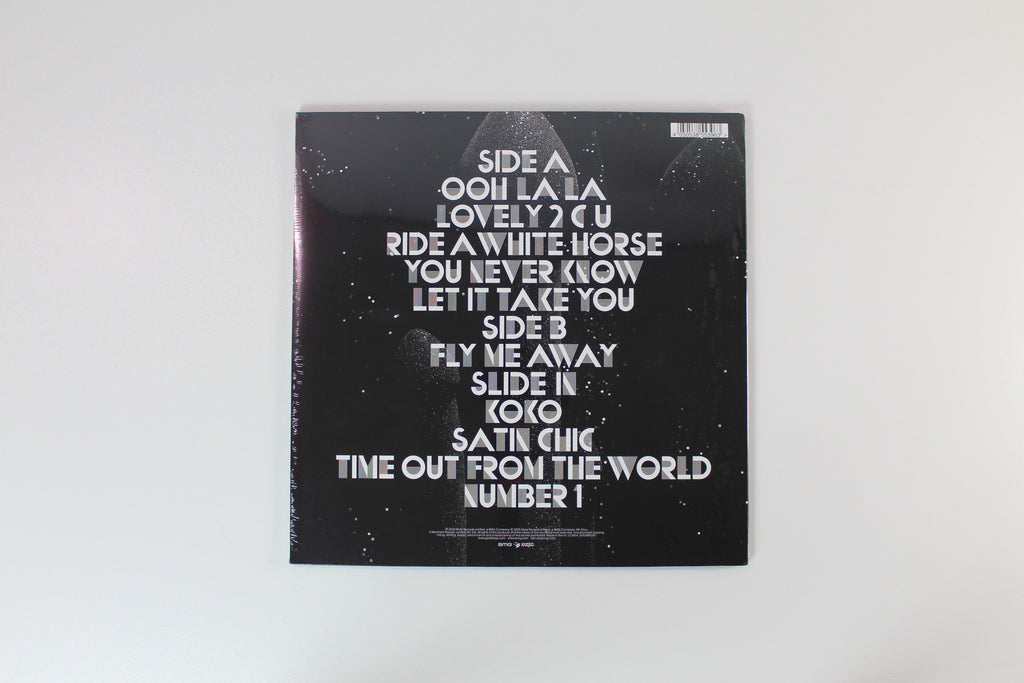 SIDE A
OOH LA LA
LOVELY 2 C U
RIDE A WHITE HORSE
YOU NEVER KNOW
LET IT TAKE YOU
SIDE B
FLY ME AWAY
SLIDE IN
KOKO
SATIN CHIC
TIME OUT FROM THE WORLD
NUMBER 1
BMG